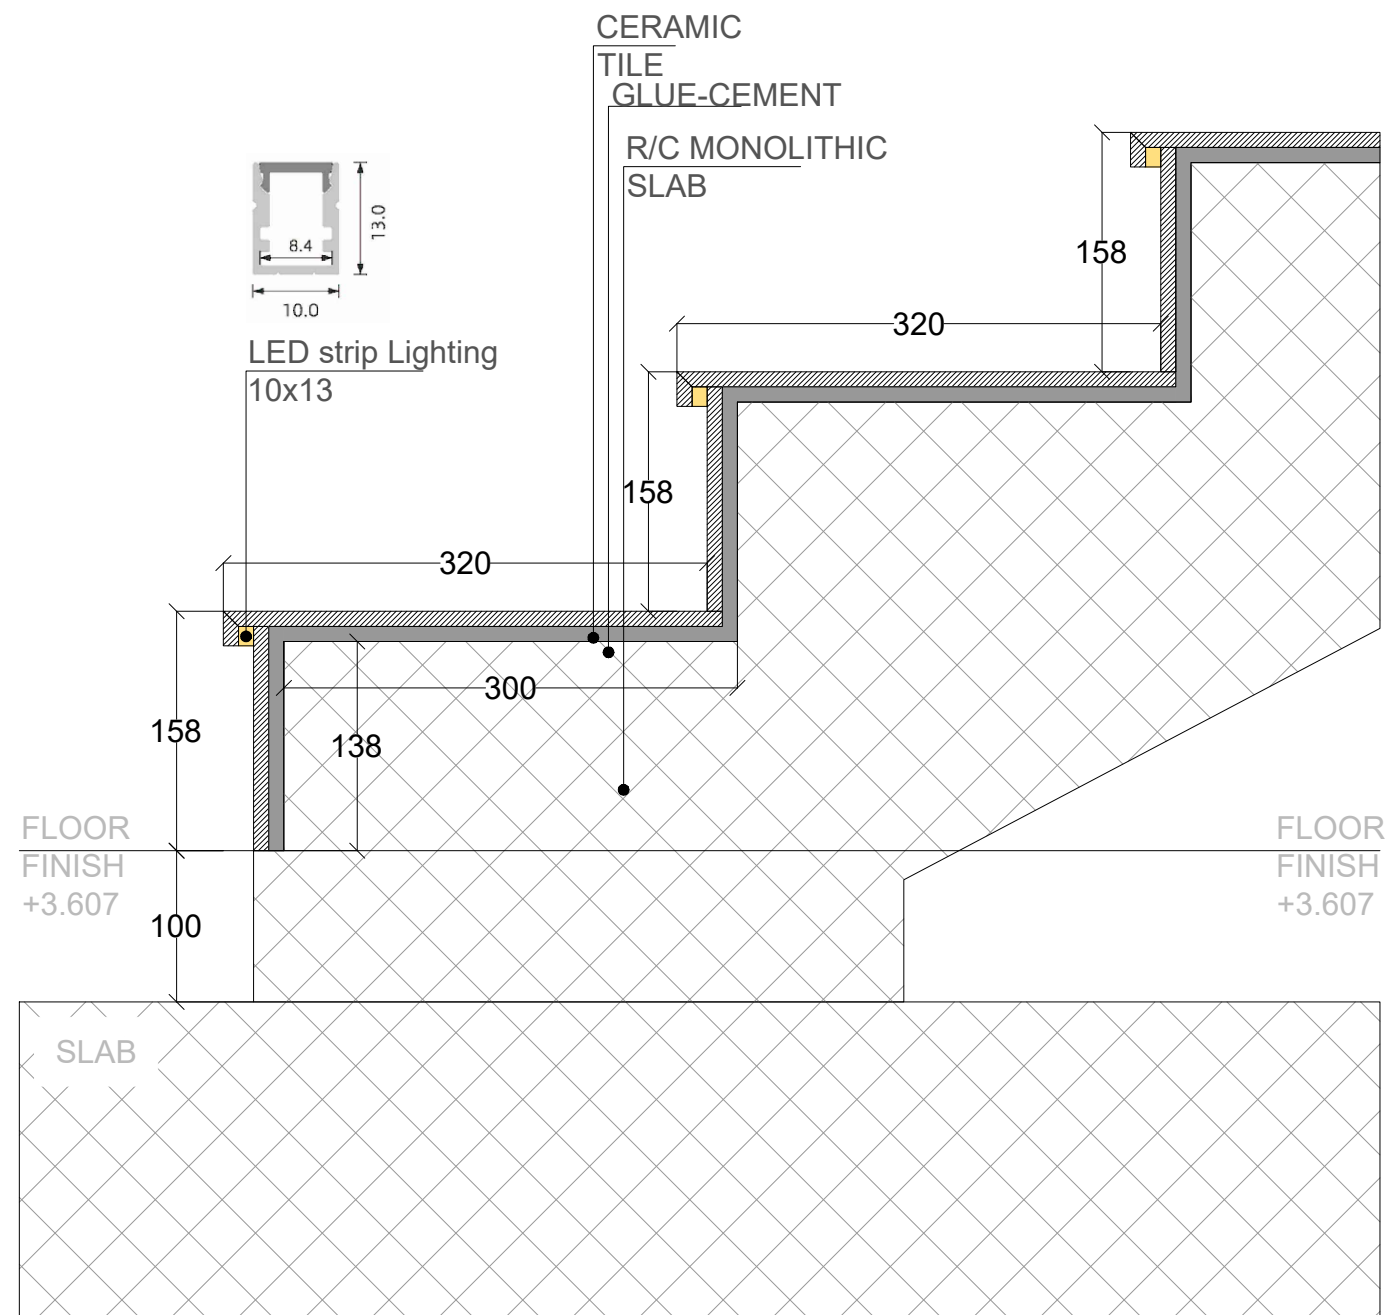 CERAMIC
TILE
GLUE-CEMENT
R/C MONOLITHIC
SLAB
13.0
8.4
10.0
LED strip Lighting
10x13
158
320
158
320
300
158
138
FLOOR
FINISH
+3.607
FLOOR
FINISH
+3.607
100
SLAB